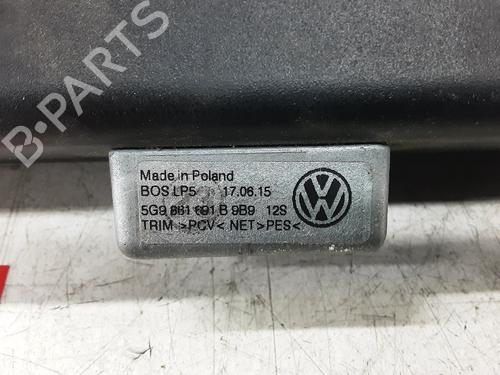 B-PARTS
Made in Poland
BOS LP5 17.06.15
5G9 861 691 B 9B9 12S
TRIM >PCV< NET>PES<